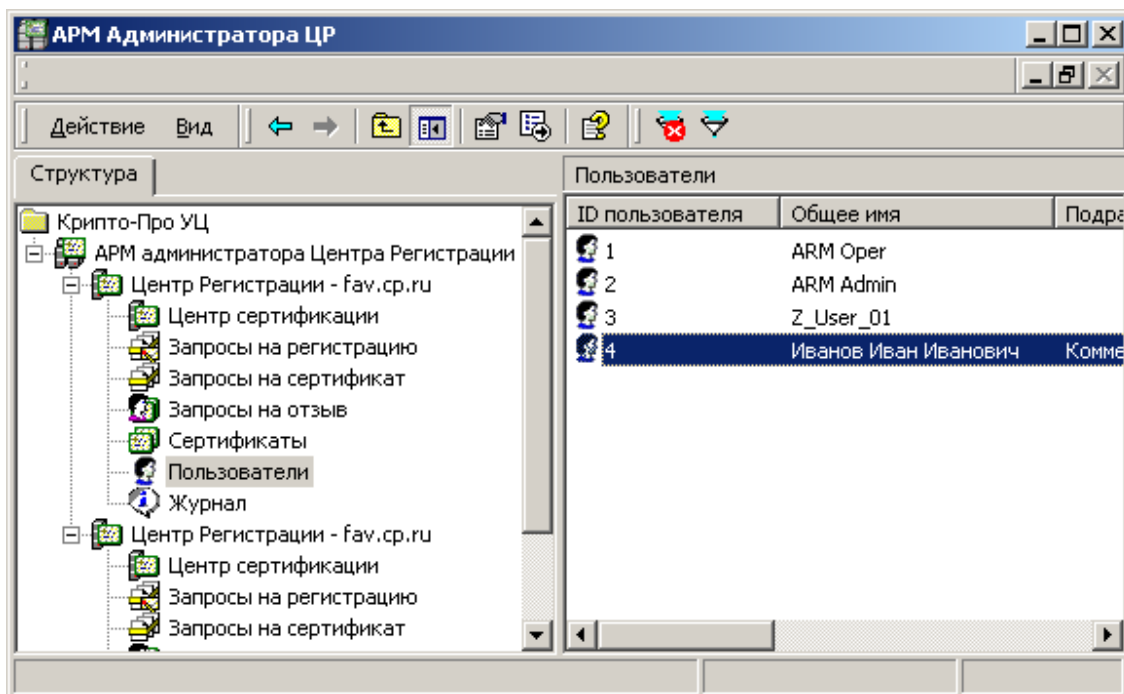 АРМ Администратора ЦР
Действие Вид
Структура
Крипто-Про УЦ
АРМ администратора Центра Регистрации
Центр Регистрации - fav.cp.ru
Центр сертификации
Запросы на регистрацию
Запросы на сертификат
Запросы на отзыв
Сертификаты
Пользователи
Журнал
Центр Регистрации - fav.cp.ru
Центр сертификации
Запросы на регистрацию
Запросы на сертификат
Пользователи
ID пользователя Общее имя Подра
1 ARM Oper
2 ARM Admin
3 Z_User_01
4 Иванов Иван Иванович Комме